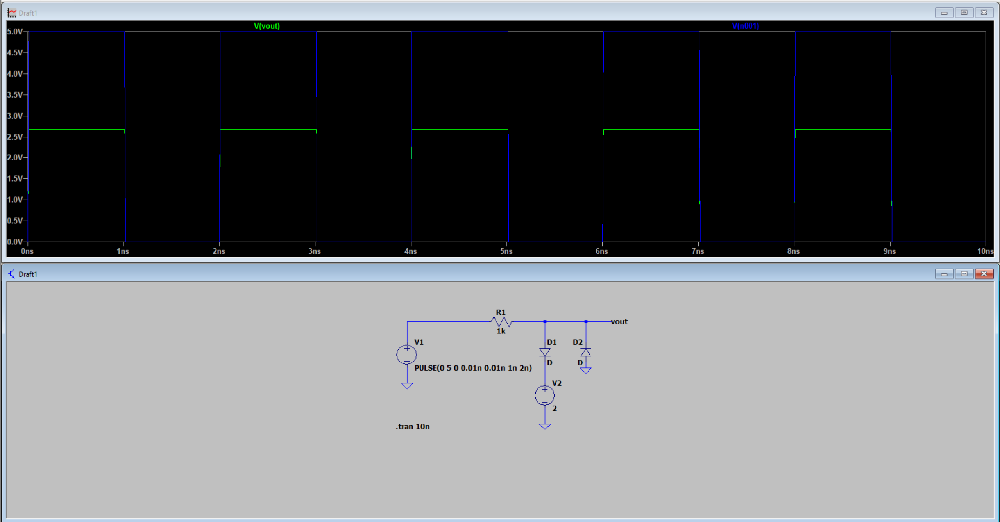 Draft1
V(vout) V(n001)
5.0V
4.5V
4.0V
3.5V
3.0V
2.5V
2.0V
1.5V
1.0V
0.5V
0.0V
0ns 1ns 2ns 3ns 4ns 5ns 6ns 7ns 8ns 9ns 10ns
Draft1
R1
vout
1k
V1
D1
D2
D
D
PULSE(0 5 0 0.01n 0.01n 1n 2n)
V2
2
.tran 10n